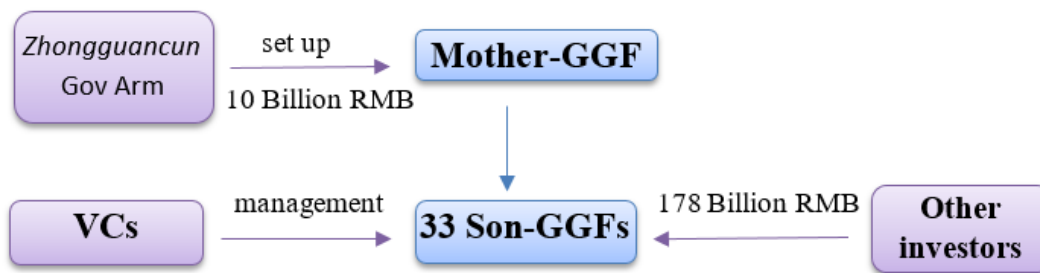 Zhongguancun
Gov Arm
set up
10 Billion RMB
Mother-GGF
VCs
management
33 Son-GGFs
178 Billion RMB
Other
investors